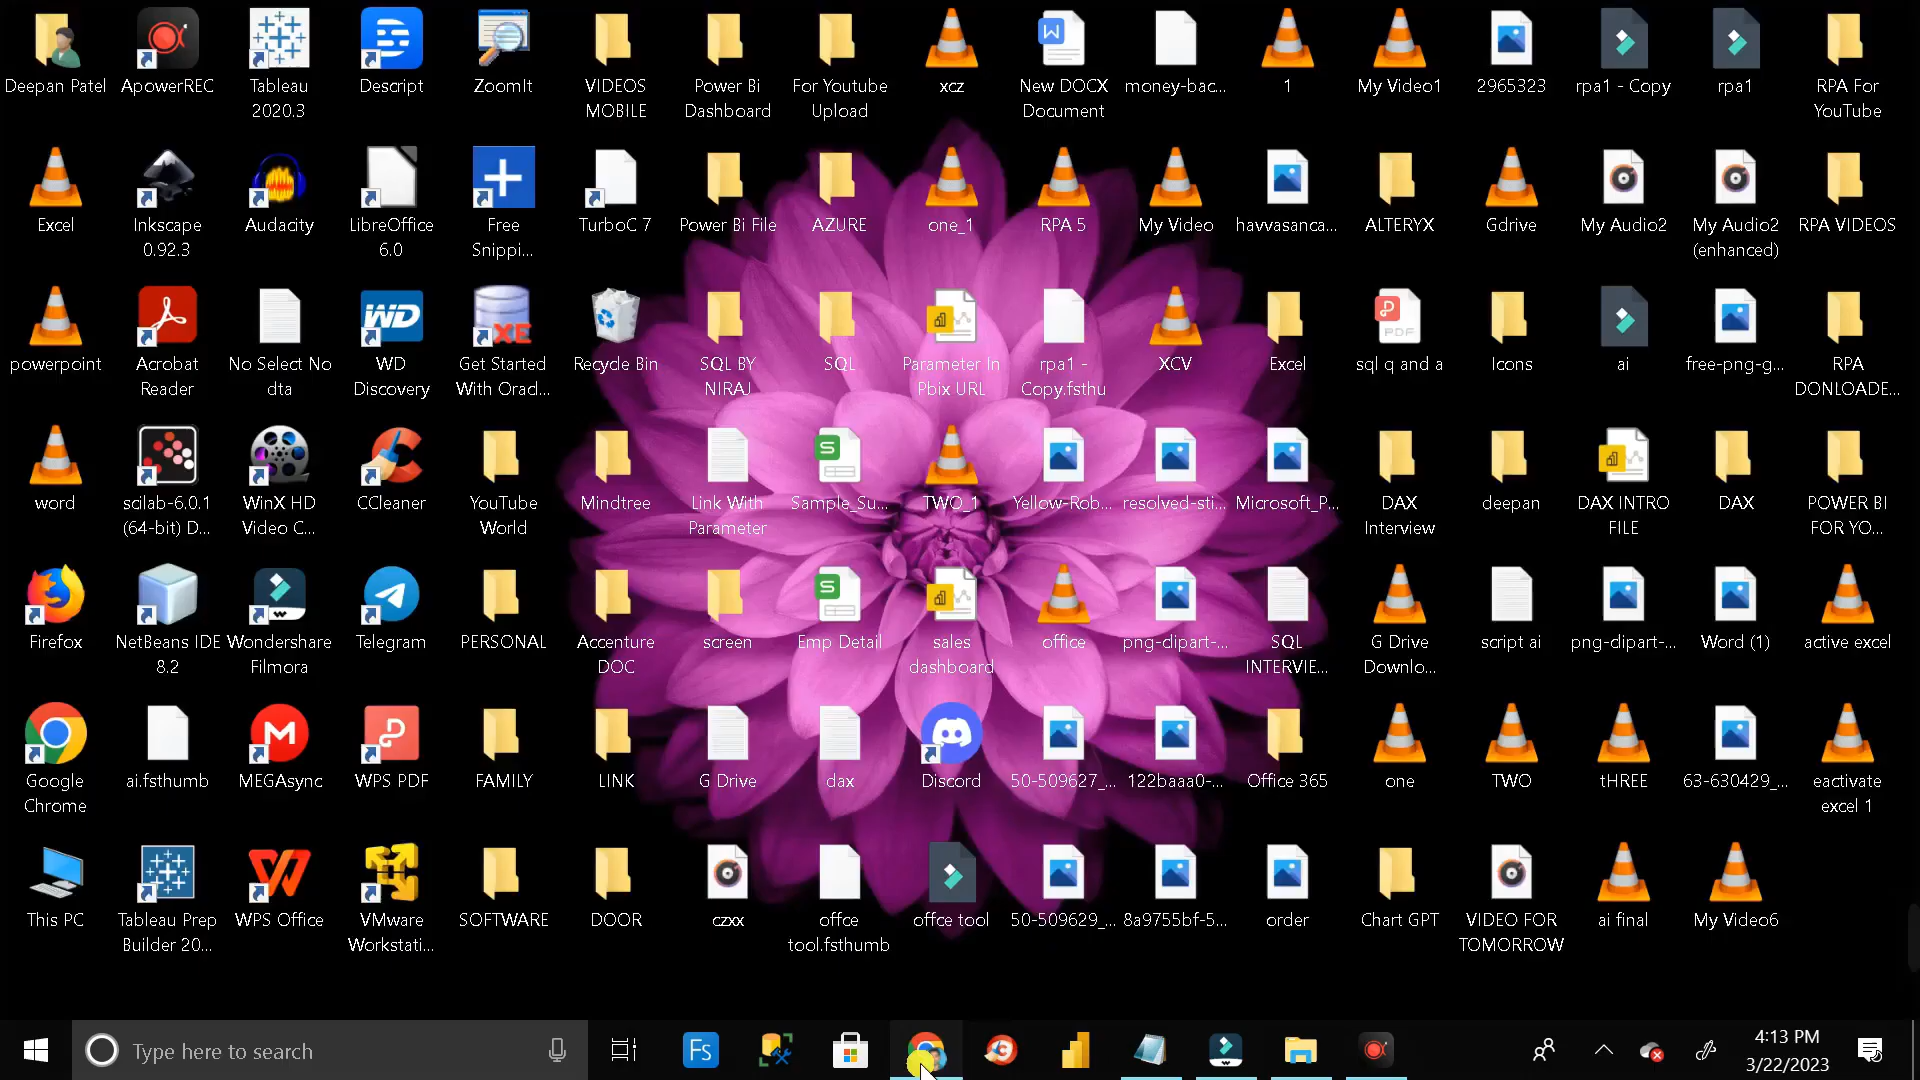 Deepan Patel
ApowerREC
Tableau
2020.3
Descript
ZoomIt
VIDEOS
MOBILE
Power Bi
Dashboard
For Youtube
Upload
xcz
New DOCX
Document
money-bac...
1
My Video1
2965323
rpa1 - Copy
rpa1
RPA For
YouTube
Excel
Inkscape
0.92.3
Audacity
LibreOffice
6.0
Free
Snippi...
TurboC 7
Power Bi File
AZURE
one_1
RPA 5
My Video
havvasanca...
ALTERYX
Gdrive
My Audio2
My Audio2
(enhanced)
RPA VIDEOS
powerpoint
Acrobat
Reader
No Select No
dta
WD
Discovery
Get Started
With Oracl...
Recycle Bin
SQL BY
NIRAJ
SQL
Parameter In
Pbix URL
rpa1 -
Copy.fsthu
XCV
Excel
sql q and a
Icons
ai
free-png-g...
RPA
DONLOADE...
word
scilab-6.0.1
(64-bit) D...
WinX HD
Video C...
CCleaner
YouTube
World
Mindtree
Link With
Parameter
Sample_Su...
TWO_1
Yellow-Rob...
resolved-sti...
Microsoft_P...
DAX
Interview
deepan
DAX INTRO
FILE
DAX
POWER BI
FOR YO...
Firefox
NetBeans IDE
8.2
Wondershare
Filmora
Telegram
PERSONAL
Accenture
DOC
screen
Emp Detail
sales
dashboard
office
png-clipart-...
SQL
INTERVIE...
G Drive
Downlo...
script ai
png-clipart-...
Word (1)
active excel
Google
Chrome
ai.fsthumb
MEGAsync
WPS PDF
FAMILY
LINK
G Drive
dax
Discord
50-509627_...
122baaa0-...
Office 365
one
TWO
tHREE
63-630429_...
eactivate
excel 1
This PC
Tableau Prep
Builder 20...
WPS Office
VMware
Workstati...
SOFTWARE
DOOR
czxx
offce
tool.fsthumb
offce tool
50-509629_...
8a9755bf-5...
order
Chart GPT
VIDEO FOR
TOMORROW
ai final
My Video6
Type here to search
4:13 PM
3/22/2023